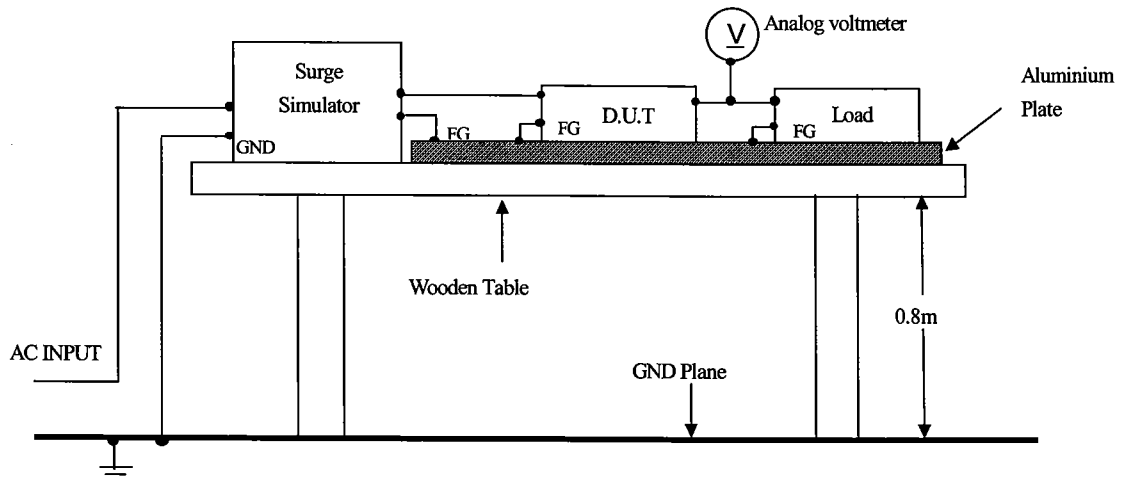 Analog voltmeter
V
Surge
Simulator
Aluminium
Plate
D.U.T
Load
FG
FG
FG
GND
Wooden Table
0.8m
AC INPUT
GND Plane